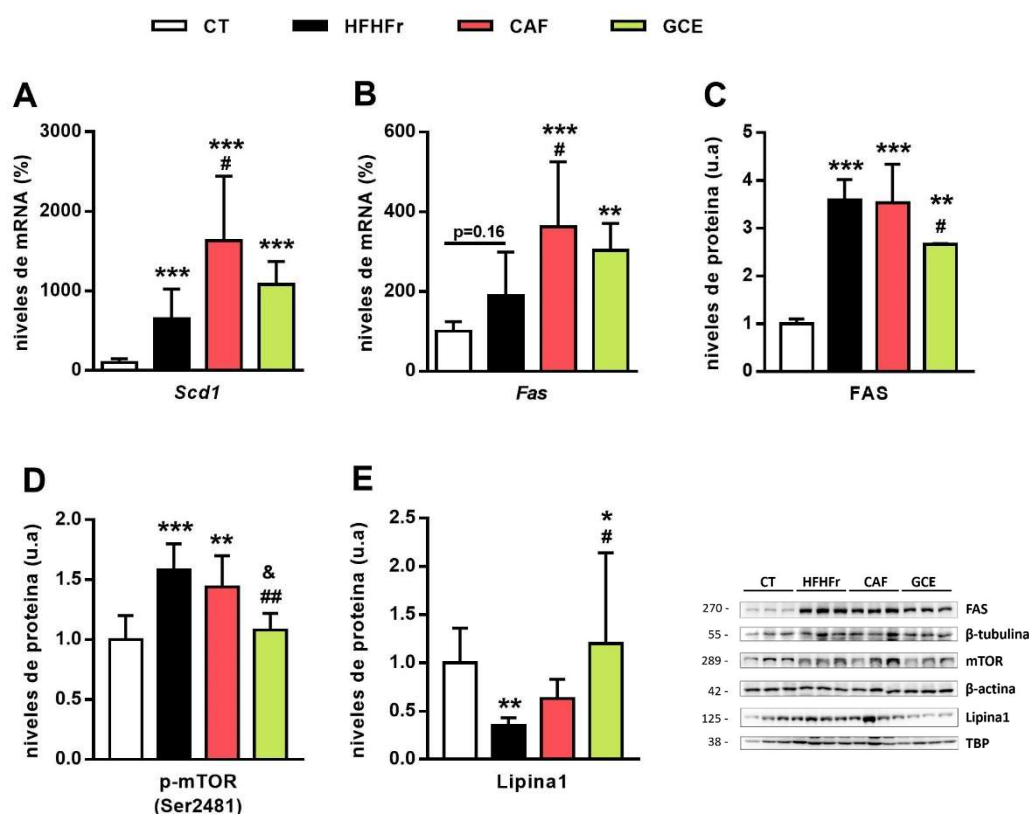 CT HFHFr CAF GCE
A
niveles de mRNA (%)
3000
2000
1000
0
***
***
#
***
Scd1
B
niveles de mRNA (%)
600
400
200
0
p=0.16
***
#
**
Fas
C
niveles de proteina (u.a)
5
4
3
2
1
0
***
***
**
#
FAS
D
niveles de proteina (u.a)
2.0
1.5
1.0
0.5
0.0
***
**
&
##
p-mTOR
(Ser2481)
E
niveles de proteina (u.a)
2.5
2.0
1.5
1.0
0.5
0.0
**
*
#
Lipina1
CT HFHFr CAF GCE
270 - FAS
55 - β-tubulina
289 - mTOR
42 - β-actina
125 - Lipina1
38 - TBP